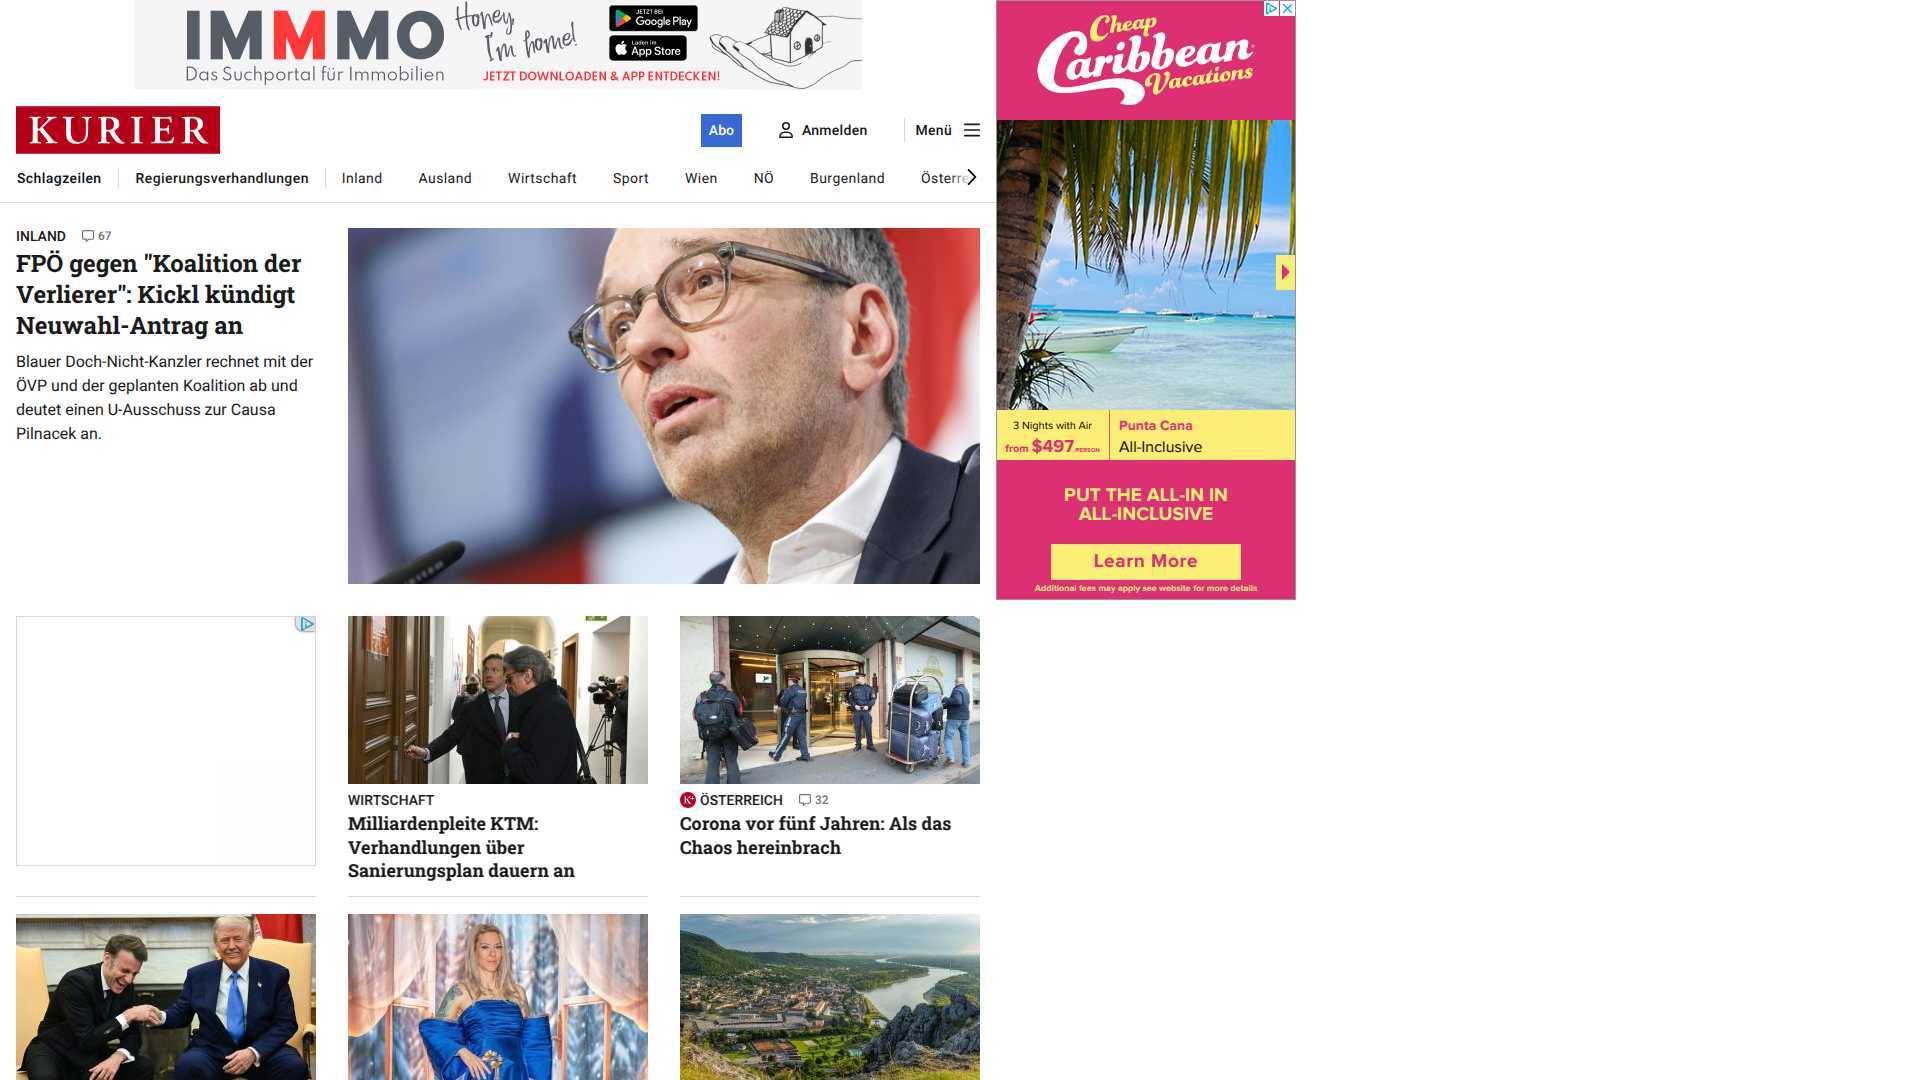 IMMMO
Das Suchportal für Immobilien
Honey, I'm home!
JETZT BEI
Google Play
Laden im
App Store
JETZT DOWNLOADEN & APP ENTDECKEN!
KURIER
Abo
Anmelden
Menü
Schlagzeilen
Regierungsverhandlungen
Inland
Ausland
Wirtschaft
Sport
Wien
NÖ
Burgenland
Österre
INLAND 67
FPÖ gegen "Koalition der
Verlierer": Kickl kündigt
Neuwahl-Antrag an
Blauer Doch-Nicht-Kanzler rechnet mit der
ÖVP und der geplanten Koalition ab und
deutet einen U-Ausschuss zur Causa
Pilnacek an.
WIRTSCHAFT
Milliardenpleite KTM:
Verhandlungen über
Sanierungsplan dauern an
K+ ÖSTERREICH 32
Corona vor fünf Jahren: Als das
Chaos hereinbrach
Cheap
Caribbean
Vacations
3 Nights with Air
from $497 /PERSON
Punta Cana
All-Inclusive
PUT THE ALL-IN IN
ALL-INCLUSIVE
Learn More
Additional fees may apply see website for more details